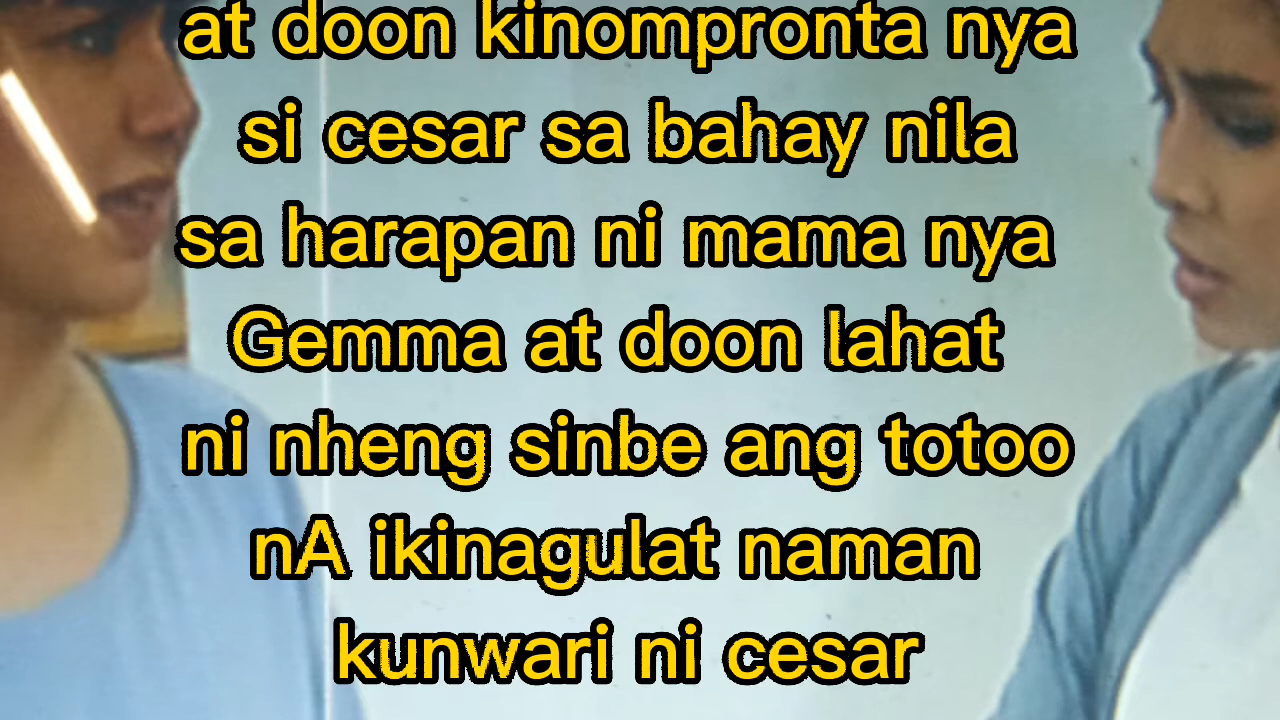 at doon kinompronta nya
si cesar sa bahay nila
sa harapan ni mama nya
Gemma at doon lahat
ni nheng sinbe ang totoo
nA ikinagulat naman
kunwari ni cesar